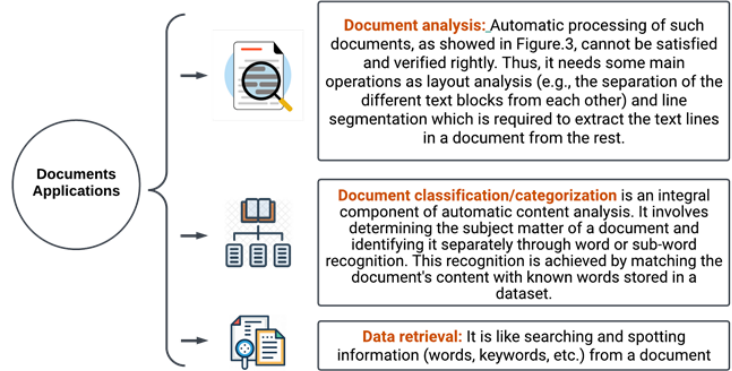 Documents
Applications
Document analysis: Automatic processing of such
documents, as showed in Figure.3, cannot be satisfied
and verified rightly. Thus, it needs some main
operations as layout analysis (e.g., the separation of the
different text blocks from each other) and line
segmentation which is required to extract the text lines
in a document from the rest.
Document classification/categorization is an integral
component of automatic content analysis. It involves
determining the subject matter of a document and
identifying it separately through word or sub-word
recognition. This recognition is achieved by matching the
document's content with known words stored in a
dataset.
Data retrieval: It is like searching and spotting
information (words, keywords, etc.) from a document